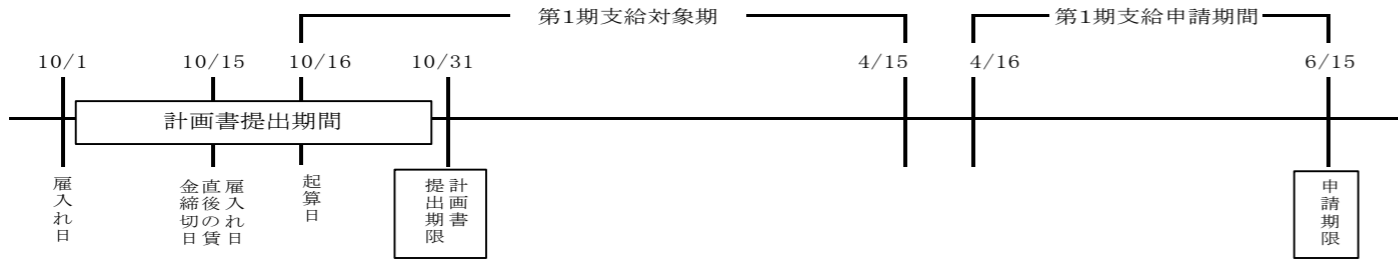 第1期支給対象期
第1期支給申請期間
10/1
10/15
10/16
10/31
4/15
4/16
6/15
計画書提出期間
雇入れ日
雇入れ日
直後の賃
金締切日
起算日
計画書
提出期限
申請期限